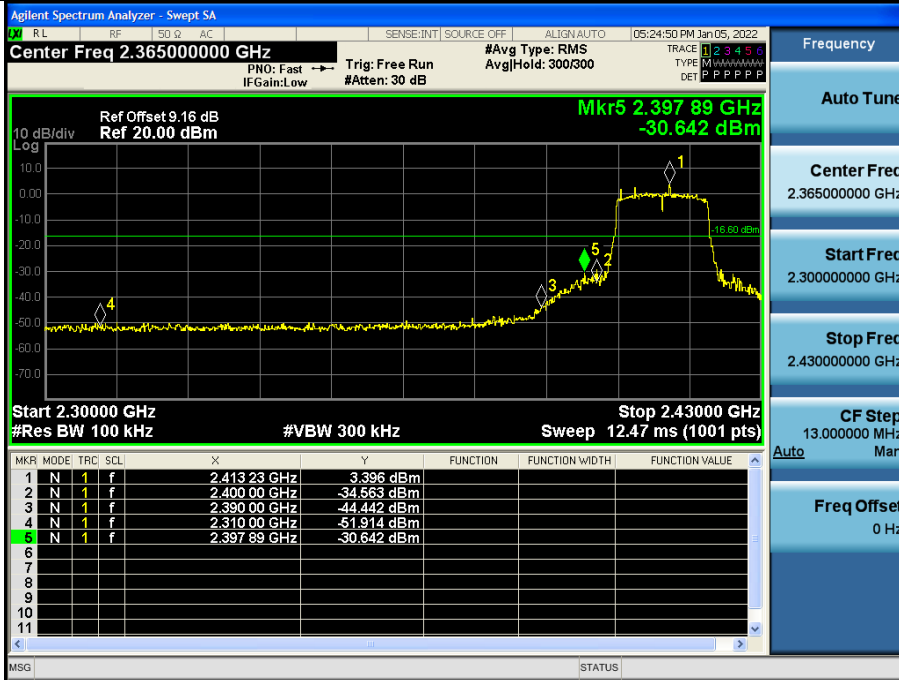 Agilent Spectrum Analyzer - Swept SA
LXI RL RF 50 Ω AC SENSE:INT SOURCE OFF ALIGN AUTO 05:24:50 PM Jan 05, 2022
Center Freq 2.365000000 GHz
PNO: Fast
IFGain:Low
Trig: Free Run
#Atten: 30 dB
#Avg Type: RMS
Avg|Hold: 300/300
TRACE 1 2 3 4 5 6
TYPE M WWWWW
DET P P P P P P
Frequency
Mkr5 2.397 89 GHz
-30.642 dBm
Ref Offset 9.16 dB
10 dB/div Ref 20.00 dBm
Log
10.0
0.00
-10.0
-20.0
-30.0
-40.0
-50.0
-60.0
-70.0
-16.60 dBm
1
5
2
3
4
Start 2.30000 GHz Stop 2.43000 GHz
#Res BW 100 kHz #VBW 300 kHz Sweep 12.47 ms (1001 pts)
MKR MODE TRC SCL X Y FUNCTION FUNCTION WIDTH FUNCTION VALUE
1 N 1 f 2.413 23 GHz 3.396 dBm
2 N 1 f 2.400 00 GHz -34.563 dBm
3 N 1 f 2.390 00 GHz -44.442 dBm
4 N 1 f 2.310 00 GHz -51.914 dBm
5 N 1 f 2.397 89 GHz -30.642 dBm
6
7
8
9
10
11
MSG STATUS
Auto Tune
Center Freq
2.365000000 GHz
Start Freq
2.300000000 GHz
Stop Freq
2.430000000 GHz
CF Step
13.000000 MHz
Auto Man
Freq Offset
0 Hz